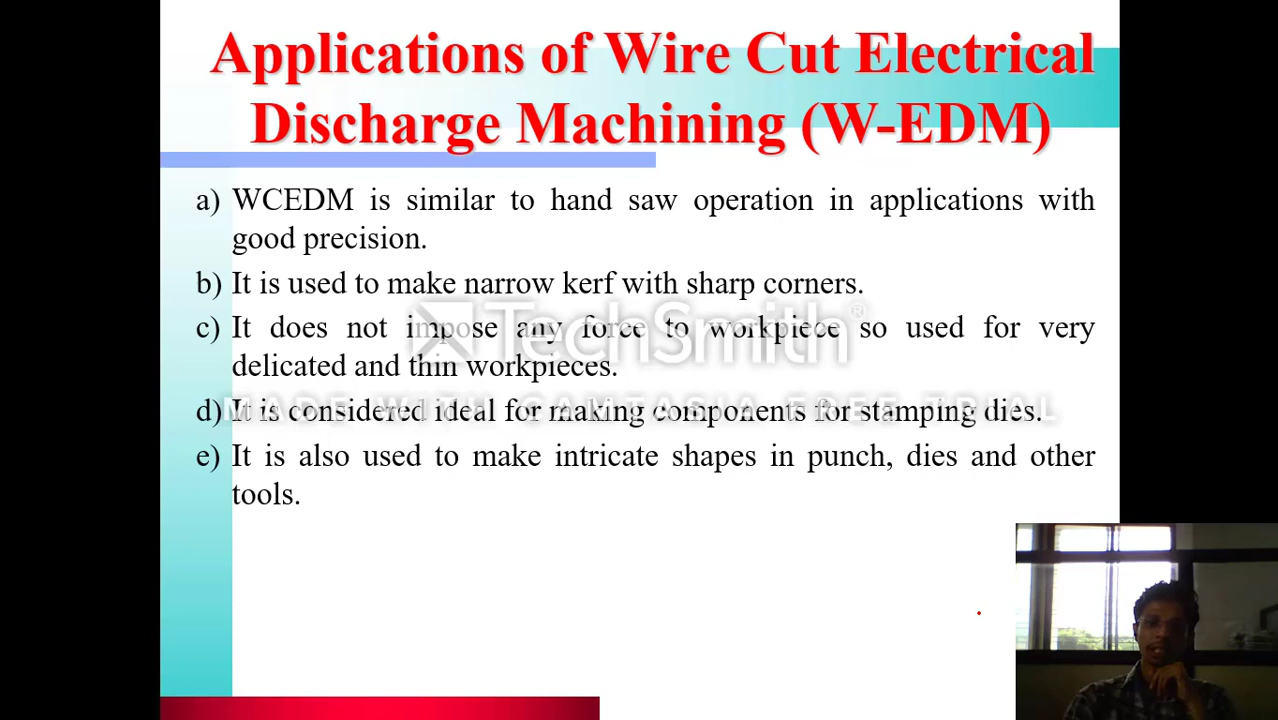 Applications of Wire Cut Electrical
Discharge Machining (W-EDM)
a) WCEDM is similar to hand saw operation in applications with
good precision.
b) It is used to make narrow kerf with sharp corners.
c) It does not impose any force to workpiece so used for very
delicated and thin workpieces.
TechSmith®
d) It is considered ideal for making components for stamping dies.
MADE WITH CAMTASIA FREE TRIAL
e) It is also used to make intricate shapes in punch, dies and other
tools.